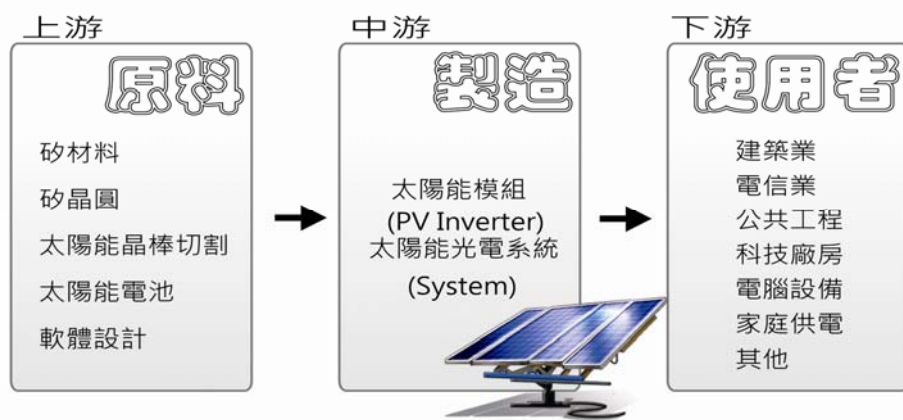 上游
原料
矽材料
矽晶圓
太陽能晶棒切割
太陽能電池
軟體設計
中游
製造
太陽能模組
(PV Inverter)
太陽能光電系統
(System)
下游
使用者
建築業
電信業
公共工程
科技廠房
電腦設備
家庭供電
其他